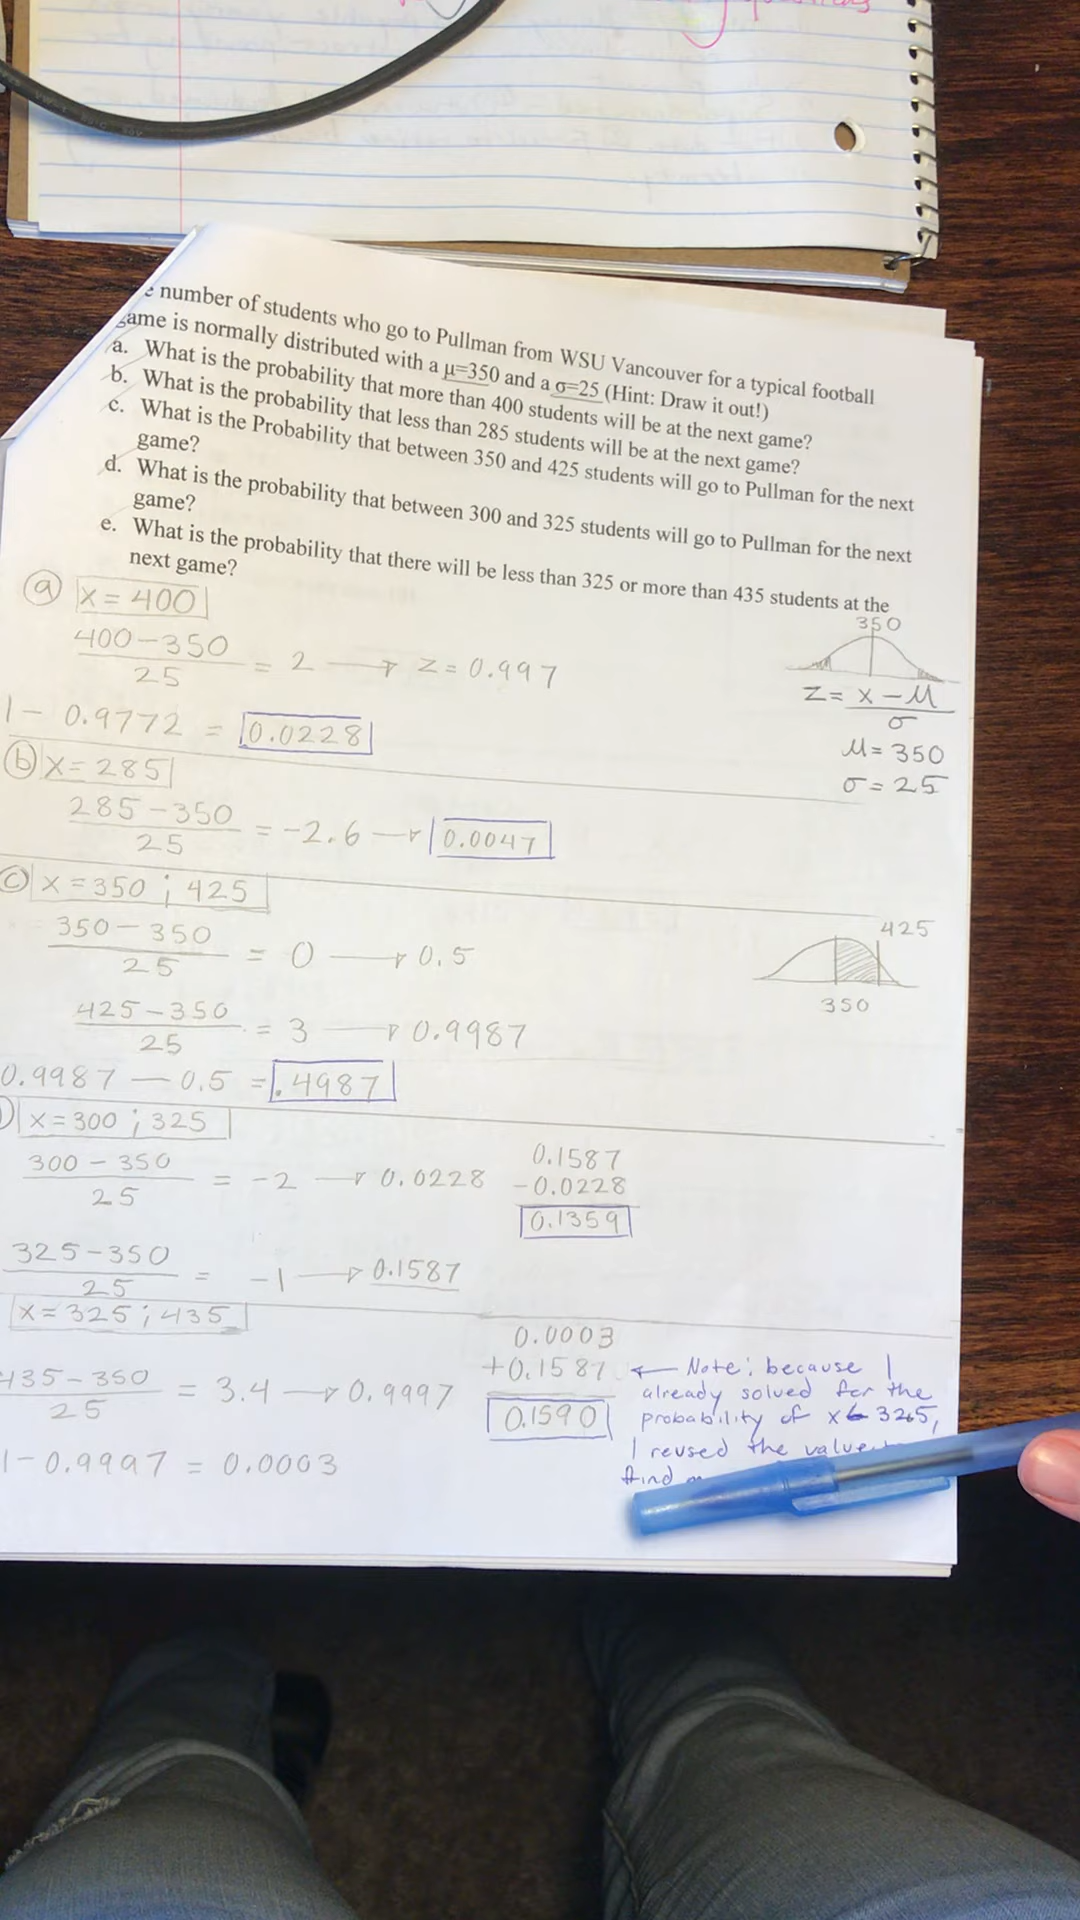 questions
number of students who go to Pullman from WSU Vancouver for a typical football
game is normally distributed with a μ=350 and a σ=25 (Hint: Draw it out!)
a. What is the probability that more than 400 students will be at the next game?
b. What is the probability that less than 285 students will be at the next game?
c. What is the Probability that between 350 and 425 students will go to Pullman for the next
game?
d. What is the probability that between 300 and 325 students will go to Pullman for the next
game?
e. What is the probability that there will be less than 325 or more than 435 students at the
next game?
a x = 400
350
400-350
25
= 2 → z = 0.997
z = x - μ
σ
1 - 0.9772 = 0.0228
μ = 350
σ = 25
b x = 285
285-350
25
= -2.6 → 0.0047
c x = 350 ; 425
350-350
25
= 0 → 0.5
425
350
425-350
25
= 3 → 0.9987
0.9987 - 0.5 = .4987
x = 300 ; 325
300-350
25
= -2 → 0.0228
0.1587
-0.0228
0.1359
325-350
25
= -1 → 0.1587
x = 325 ; 435
435-350
25
= 3.4 → 0.9997
0.0003
+0.1587
0.1590
← Note: because I
already solved for the
probability of x< 325,
I reused the value
find
1-0.9997 = 0.0003